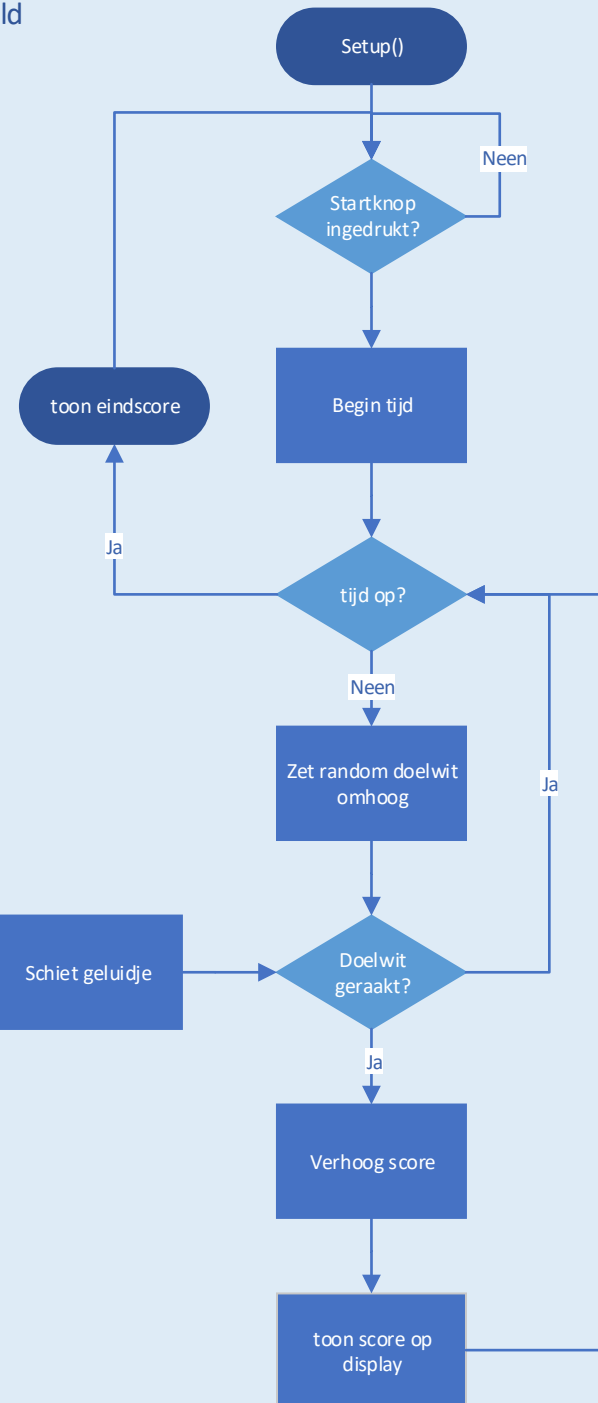 ld
Setup()
Neen
Startknop
ingedrukt?
toon eindscore
Begin tijd
Ja
tijd op?
Neen
Zet random doelwit
omhoog
Ja
Schiet geluidje
Doelwit
geraakt?
Ja
Verhoog score
toon score op
display